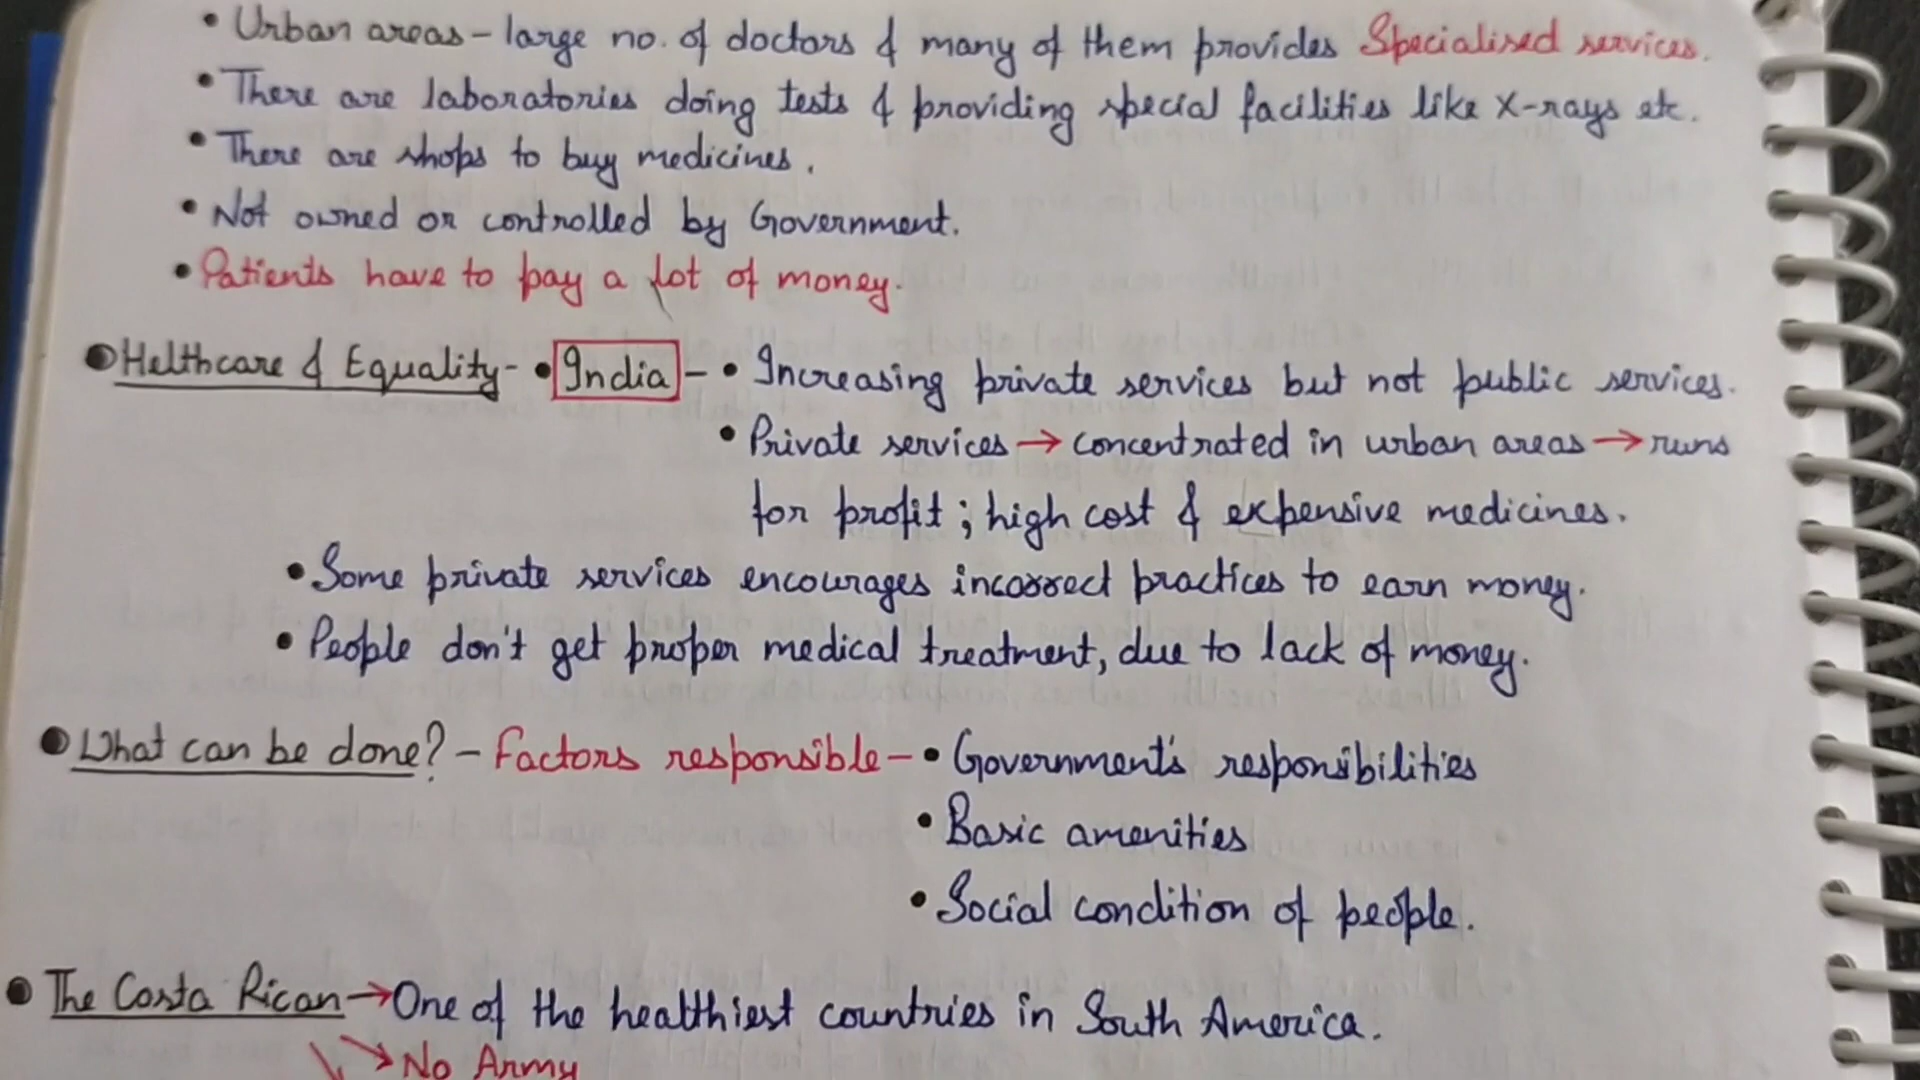 • Urban areas - large no. of doctors & many of them provides Specialised services.
• There are laboratories doing tests & providing special facilities like X-rays etc.
• There are shops to buy medicines.
• Not owned or controlled by Government.
• Patients have to pay a lot of money.
• Helthcare & Equality - • India - • Increasing private services but not public services.
• Private services → concentrated in urban areas → runs
for profit ; high cost & expensive medicines.
• Some private services encourages incorrect practices to earn money.
• People don't get proper medical treatment, due to lack of money.
• What can be done? - Factors responsible - • Government's responsibilities
• Basic amenities
• Social condition of people.
• The Costa Rican → One of the healthiest countries in South America.
→ No Army